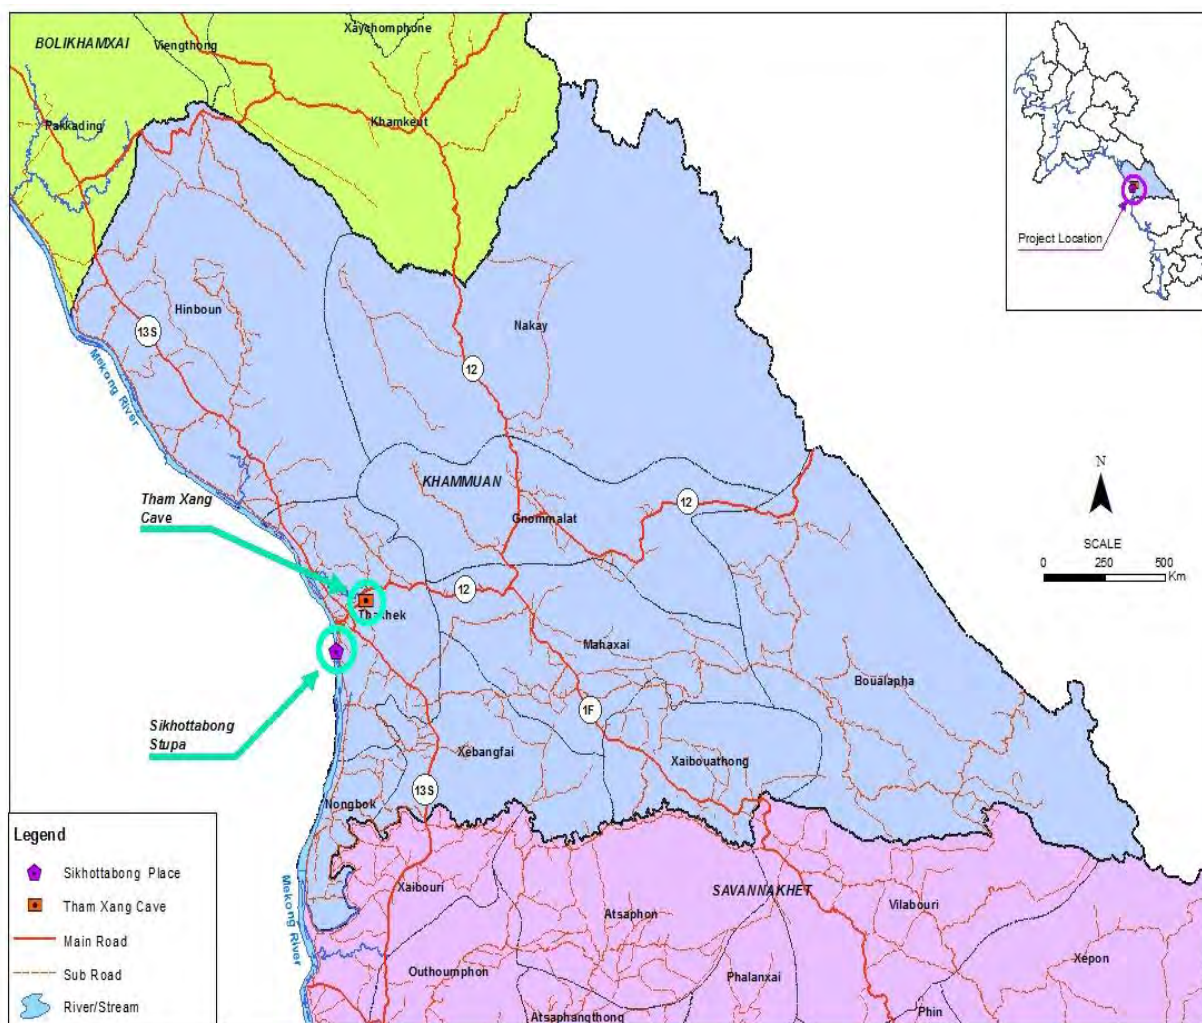 BOLIKHAMXAI
Viengthong
Xaychomphone
Pakkading
Khamkeut
Project Location
Hinboun
13S
Nakay
12
Mekong River
Tham Xang
Cave
KHAMMUAN
Gnommalat
12
N
SCALE
0 250 500
Km
12
Thakhek
Mahaxai
Boualapha
Sikhottabong
Stupa
1F
Xebangfai
Xaibouathong
13S
Nongbok
Legend
Sikhottabong Place
Tham Xang Cave
Main Road
Sub Road
River/Stream
Mekong River
Xaibouri
SAVANNAKHET
Vilabouri
Atsaphon
Xepon
Outhoumphon
Phalanxai
Phin
Atsaphangthong